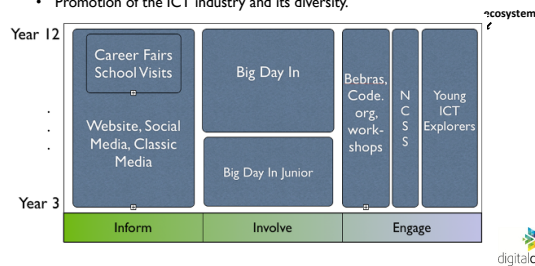 • Promotion of the ICT industry and its diversity.
ecosystem
Year 12
Career Fairs
School Visits
Website, Social
Media, Classic
Media
Big Day In
Big Day In Junior
Bebras,
Code.
org,
work-
shops
N
C
S
S
Young
ICT
Explorers
.
.
.
Year 3
Inform
Involve
Engage